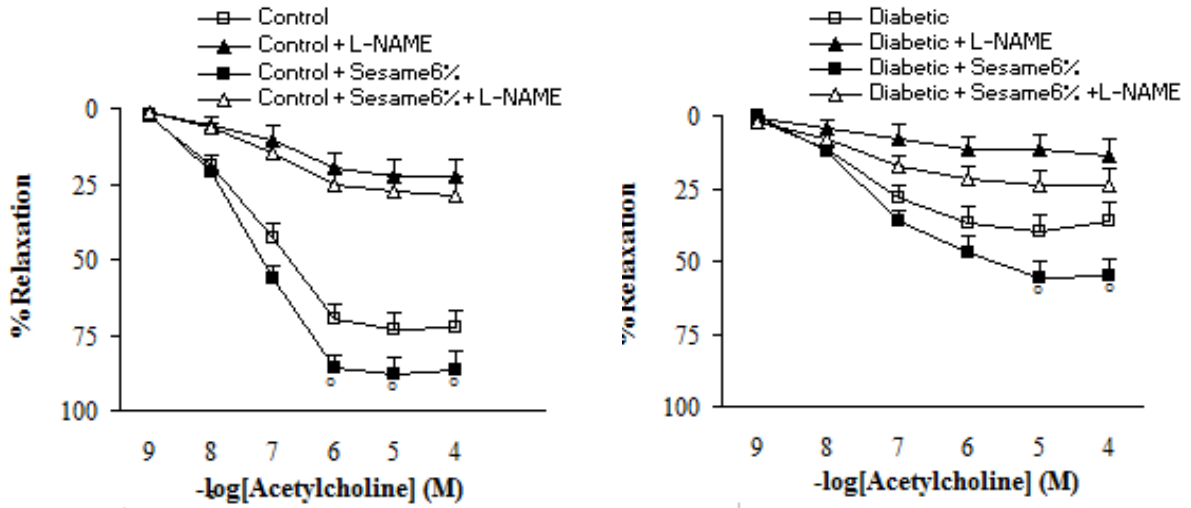 Control
Control + L-NAME
Control + Sesame6%
Control + Sesame6% + L-NAME
0
25
50
75
100
%Relaxation
9 8 7 6 5 4
-log[Acetylcholine] (M)
Diabetic
Diabetic + L-NAME
Diabetic + Sesame6%
Diabetic + Sesame6% +L-NAME
0
25
50
75
100
%Relaxation
9 8 7 6 5 4
-log[Acetylcholine] (M)